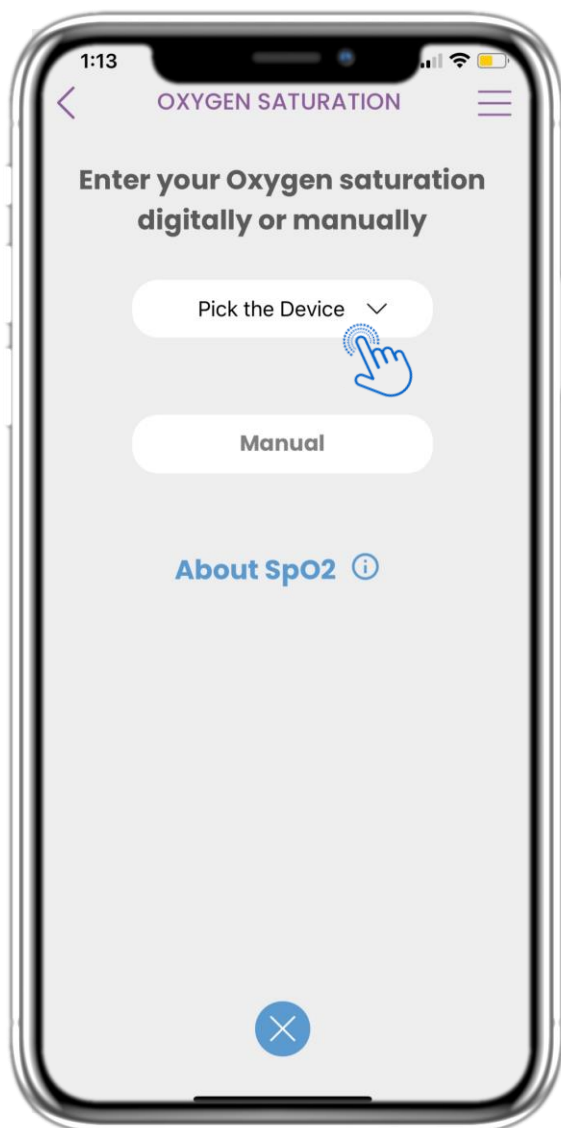 1:13
OXYGEN SATURATION
Enter your Oxygen saturation
digitally or manually
Pick the Device
Manual
About SpO2